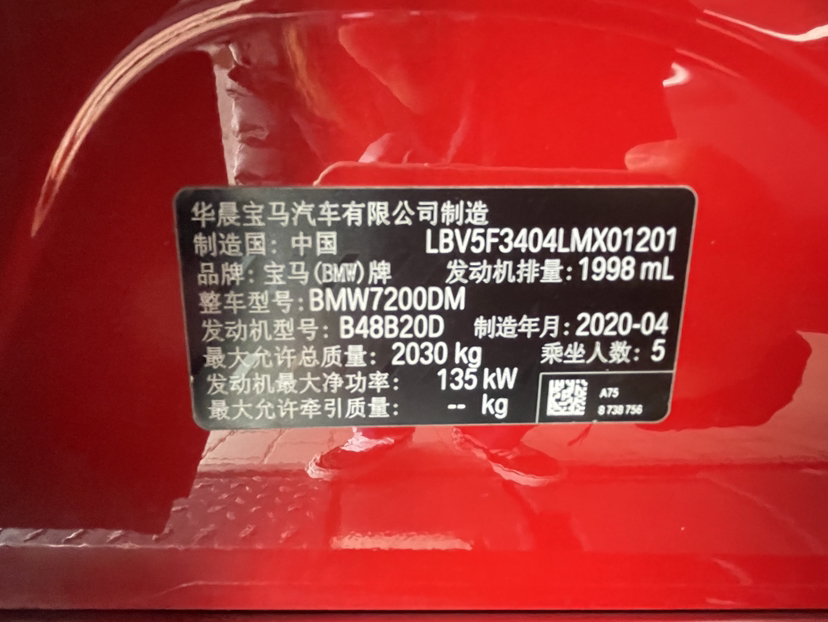 华晨宝马汽车有限公司制造
制造国：中国 LBV5F3404LMX01201
品牌：宝马(BMW)牌 发动机排量：1998 mL
整车型号：BMW7200DM
发动机型号：B48B20D 制造年月：2020-04
最大允许总质量：2030 kg 乘坐人数：5
发动机最大净功率：135 kW
最大允许牵引质量：-- kg
A75
8 738 756